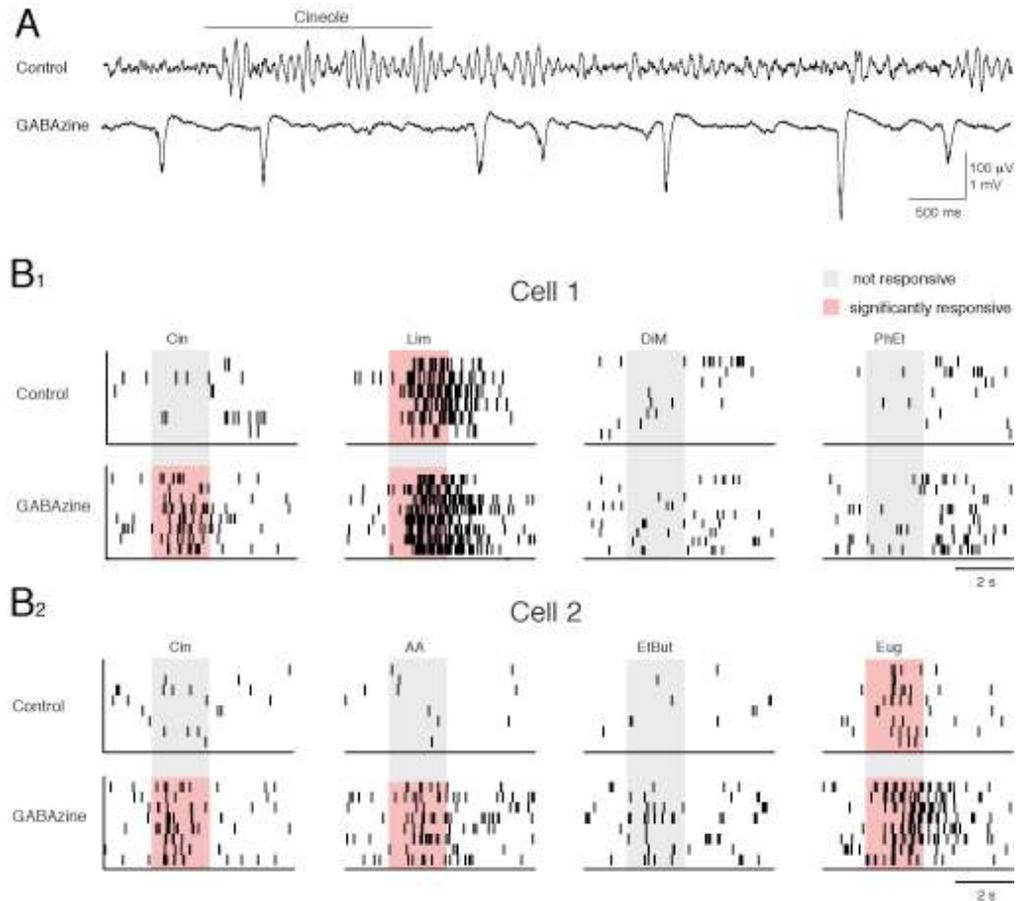 A
Cineole
Control
GABAzine
100 µV
1 mV
500 ms
B1
Cell 1
not responsive
significantly responsive
Cin Lim DiM PhEt
Control
GABAzine
2 s
B2
Cell 2
Cin AA EtBut Eug
Control
GABAzine
2 s